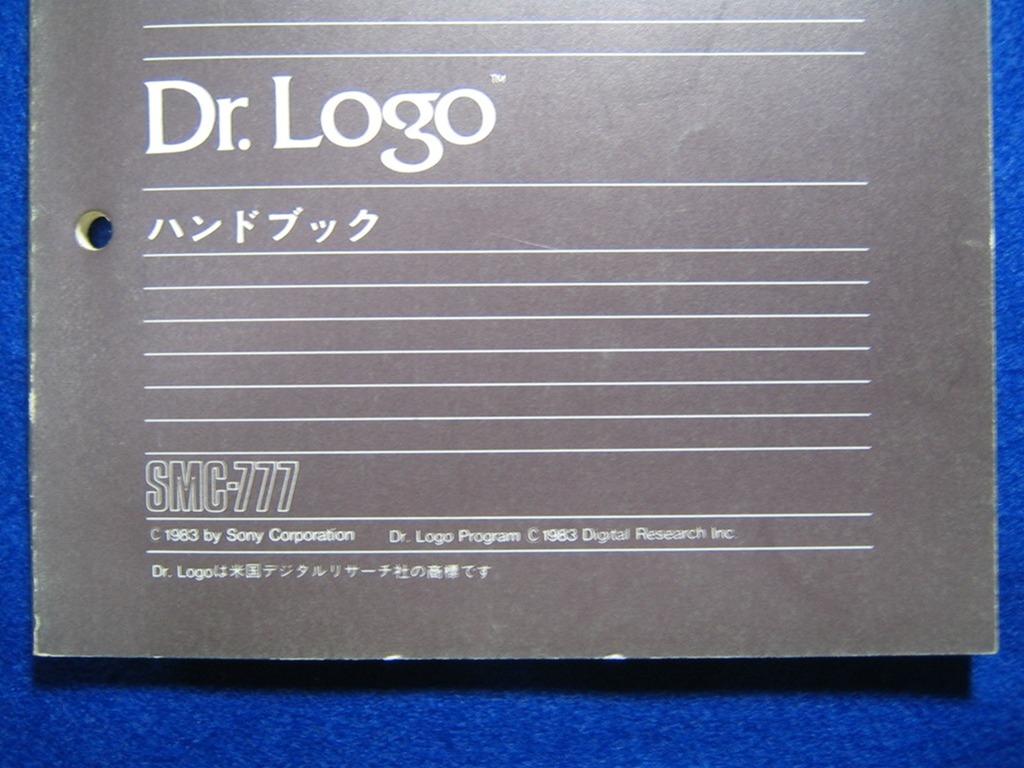 Dr. Logo™
ハンドブック
SMC-777
© 1983 by Sony Corporation Dr. Logo Program © 1983 Digital Research Inc.
Dr. Logoは米国デジタルリサーチ社の商標です